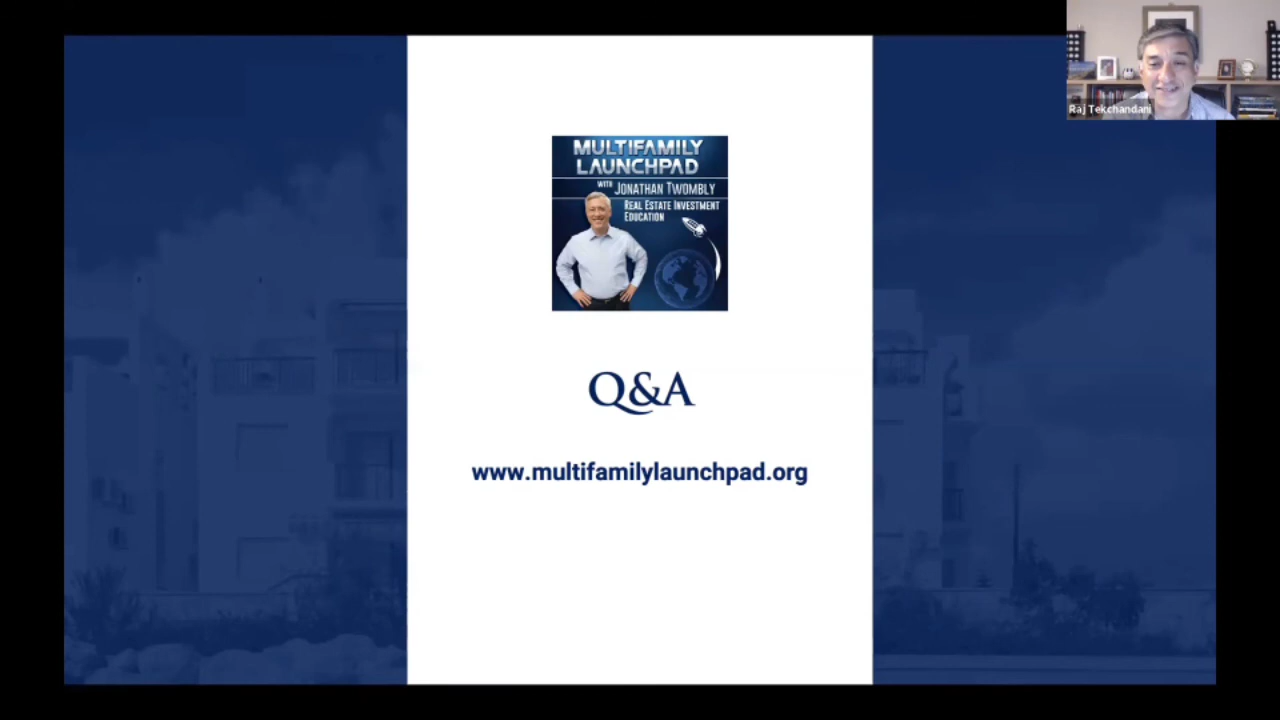 MULTIFAMILY
LAUNCHPAD
WITH JONATHAN TWOMBLY
REAL ESTATE INVESTMENT
EDUCATION
Q&A
www.multifamilylaunchpad.org
Raj Tekchandani